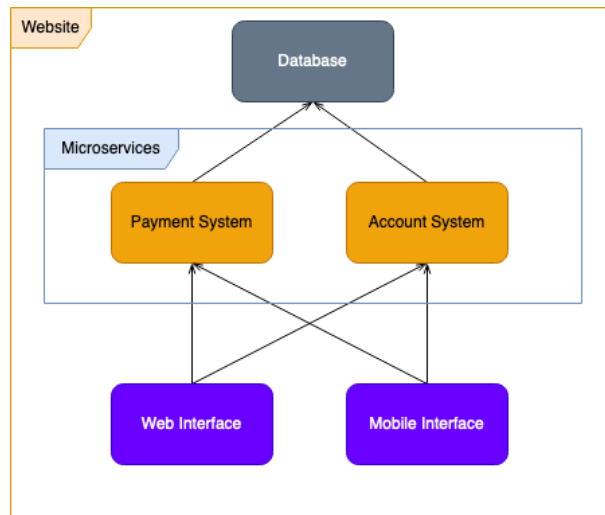 Website
Database
Microservices
Payment System
Account System
Web Interface
Mobile Interface